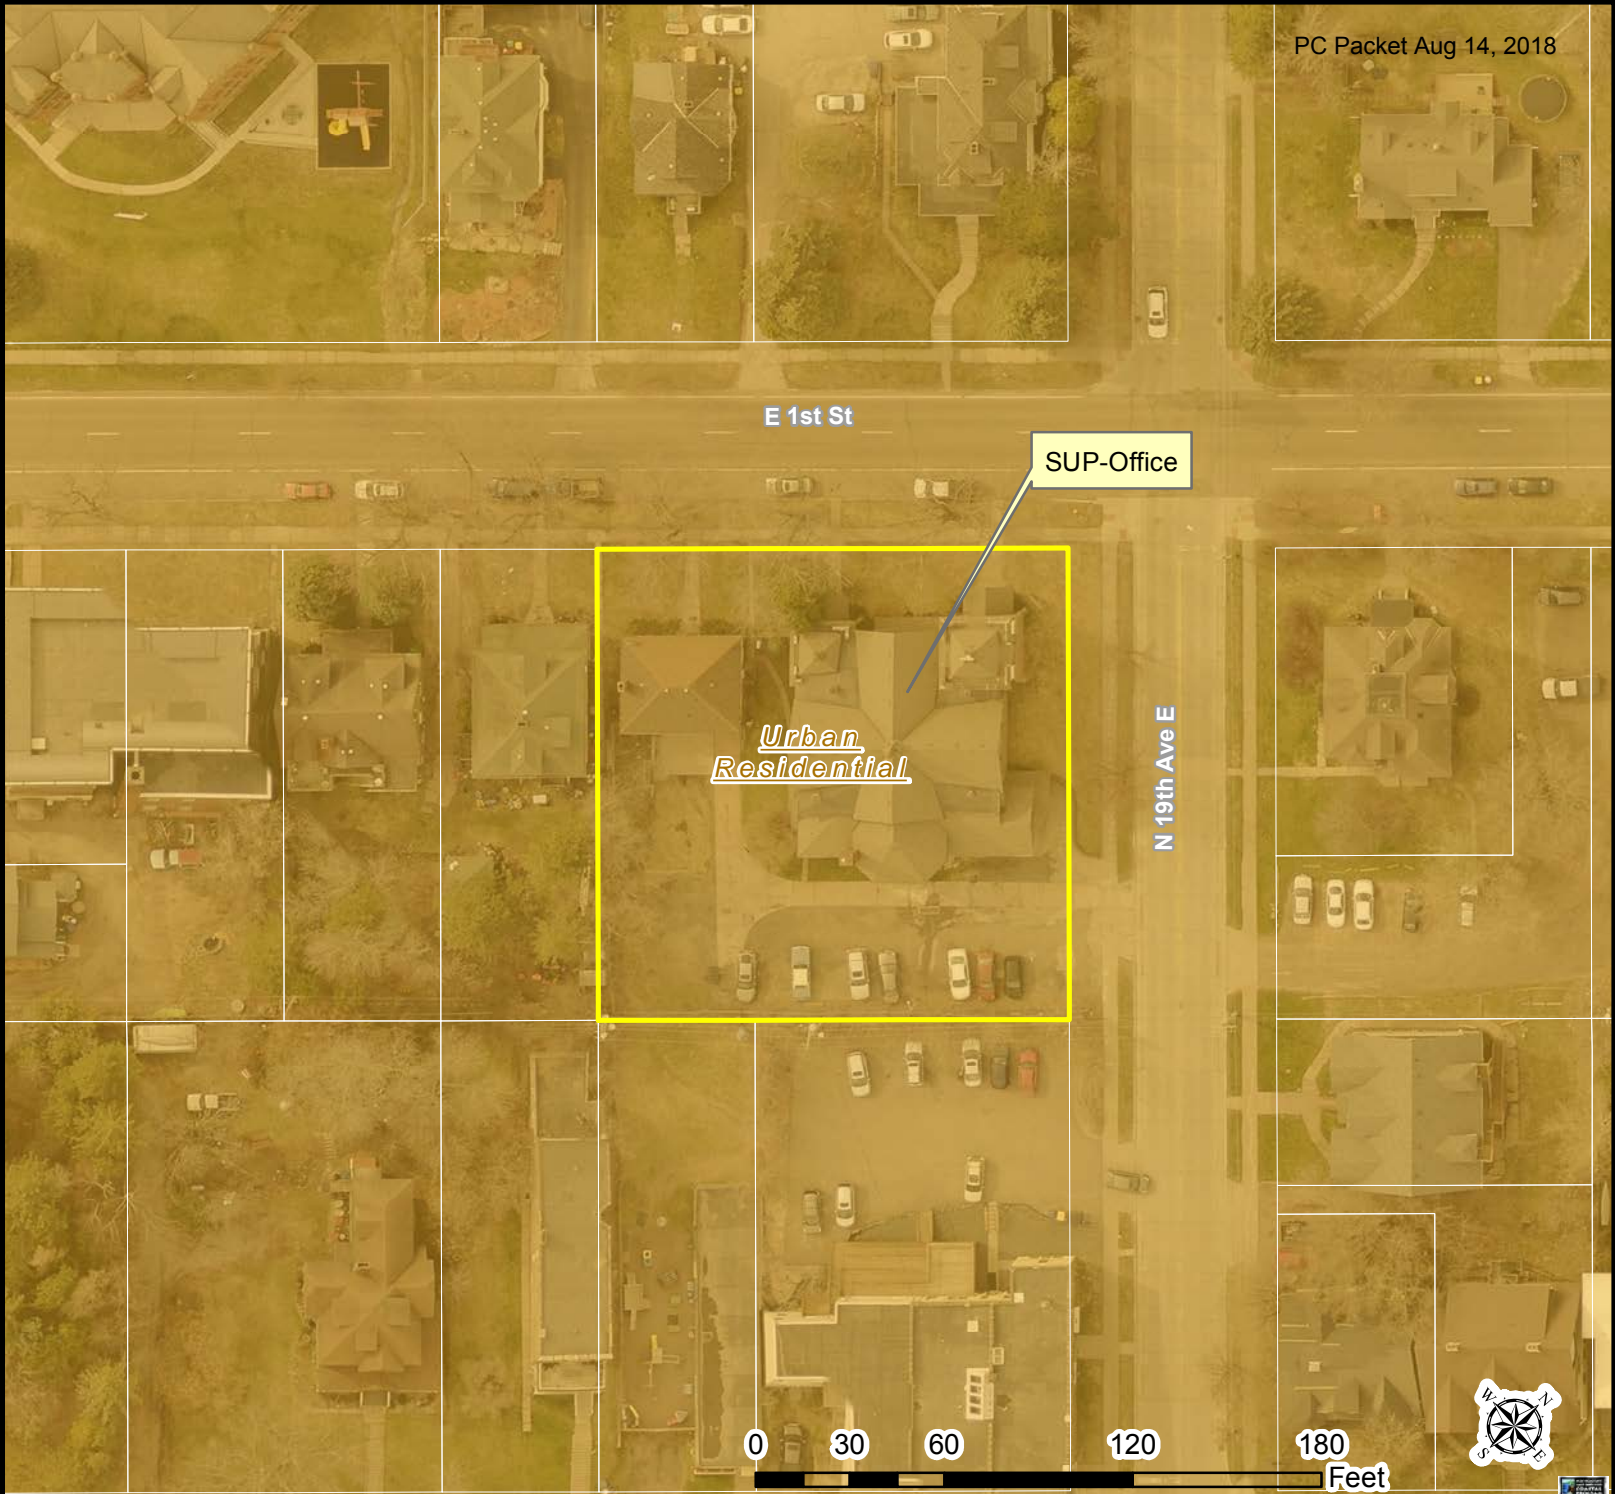 PC Packet Aug 14, 2018
E 1st St
SUP-Office
Urban
Residential
N 19th Ave E
0 30 60 120 180
Feet
W N
S E